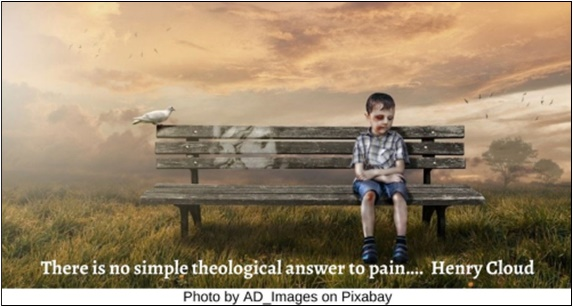 There is no simple theological answer to pain....  Henry Cloud
Photo by AD_Images on Pixabay